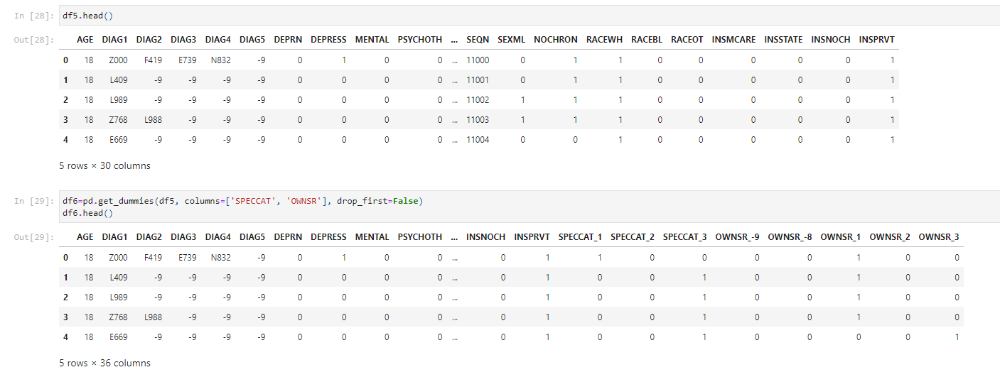 In [28]: df5.head()
Out[28]: AGE DIAG1 DIAG2 DIAG3 DIAG4 DIAG5 DEPRN DEPRESS MENTAL PSYCHOTH ... SEQN SEXML NOCHRON RACEWH RACEBL RACEOT INSMCARE INSSTATE INSNOCH INSPRVT
0 18 Z000 F419 E739 N832 -9 0 1 0 0 ... 11000 0 1 1 0 0 0 0 0 1
1 18 L409 -9 -9 -9 -9 0 0 0 0 ... 11001 0 1 1 0 0 0 0 0 1
2 18 L989 -9 -9 -9 -9 0 0 0 0 ... 11002 1 1 1 0 0 0 0 0 1
3 18 Z768 L988 -9 -9 -9 0 0 0 0 ... 11003 1 1 1 0 0 0 0 0 1
4 18 E669 -9 -9 -9 -9 0 0 0 0 ... 11004 0 0 1 0 0 0 0 0 1
5 rows × 30 columns
In [29]: df6=pd.get_dummies(df5, columns=['SPECCAT', 'OWNSR'], drop_first=False)
df6.head()
Out[29]: AGE DIAG1 DIAG2 DIAG3 DIAG4 DIAG5 DEPRN DEPRESS MENTAL PSYCHOTH ... INSNOCH INSPRVT SPECCAT_1 SPECCAT_2 SPECCAT_3 OWNSR_-9 OWNSR_-8 OWNSR_1 OWNSR_2 OWNSR_3
0 18 Z000 F419 E739 N832 -9 0 1 0 0 ... 0 1 1 0 0 0 0 1 0 0
1 18 L409 -9 -9 -9 -9 0 0 0 0 ... 0 1 0 0 1 0 0 1 0 0
2 18 L989 -9 -9 -9 -9 0 0 0 0 ... 0 1 0 0 1 0 0 1 0 0
3 18 Z768 L988 -9 -9 -9 0 0 0 0 ... 0 1 0 0 1 0 0 1 0 0
4 18 E669 -9 -9 -9 -9 0 0 0 0 ... 0 1 0 0 1 0 0 0 0 1
5 rows × 36 columns